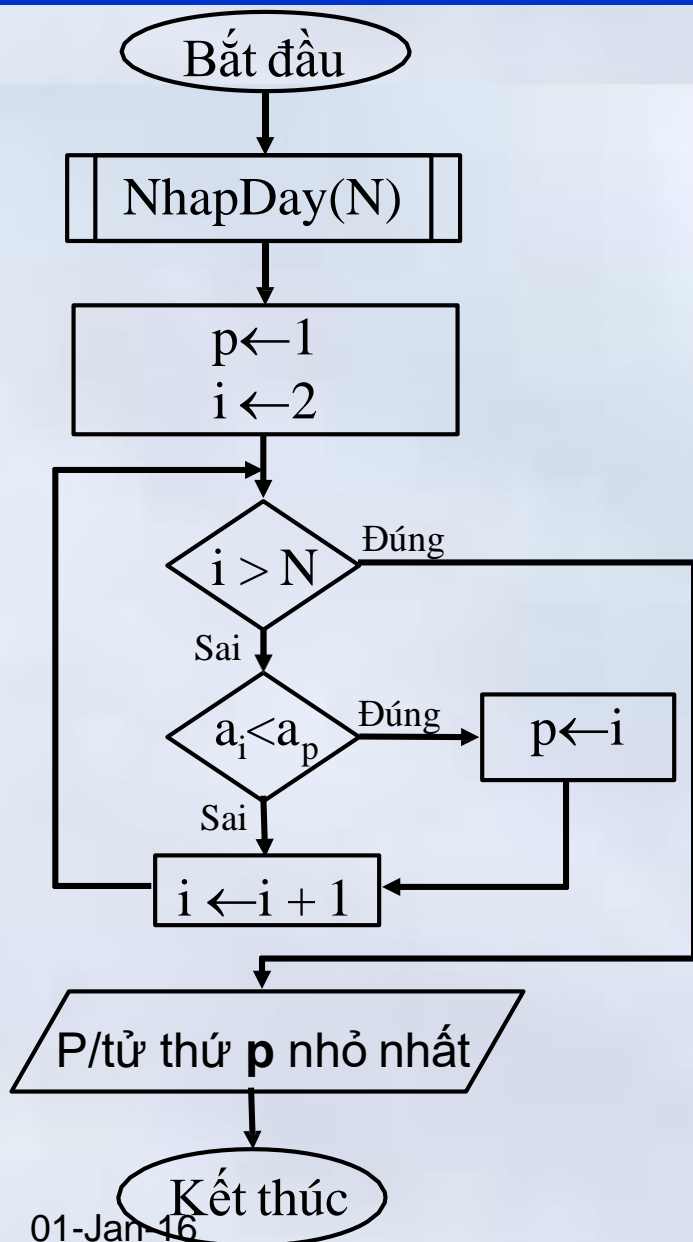 Bắt đầu
NhapDay(N)
p←1
i ←2
i > N
Đúng
Sai
aᵢ<aₚ
Đúng
p←i
Sai
i ←i + 1
P/tử thứ p nhỏ nhất
Kết thúc
01-Jan-16